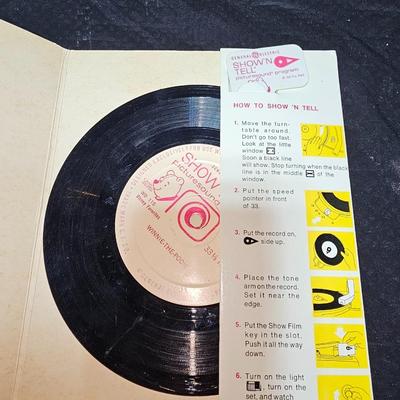 GENERAL ELECTRIC
SHOW'N
TELL
picturesound program
HOW TO SHOW 'N TELL
1. Move the turn-
table around.
Don't go too fast.
Look at the little
window
Soon a black line
will show. Stop turning when the black
line is in the middle of the
window.
2. Put the speed
pointer in front
of 33.
3. Put the record on,
side up.
4. Place the tone
arm on the record.
Set it near the
edge.
5. Put the Show Film
key in the slot.
Push it all the way
down.
6. Turn on the light
, turn on the
set, and watch
SHOW
picturesound
33⅓
WINNIE-THE-POO